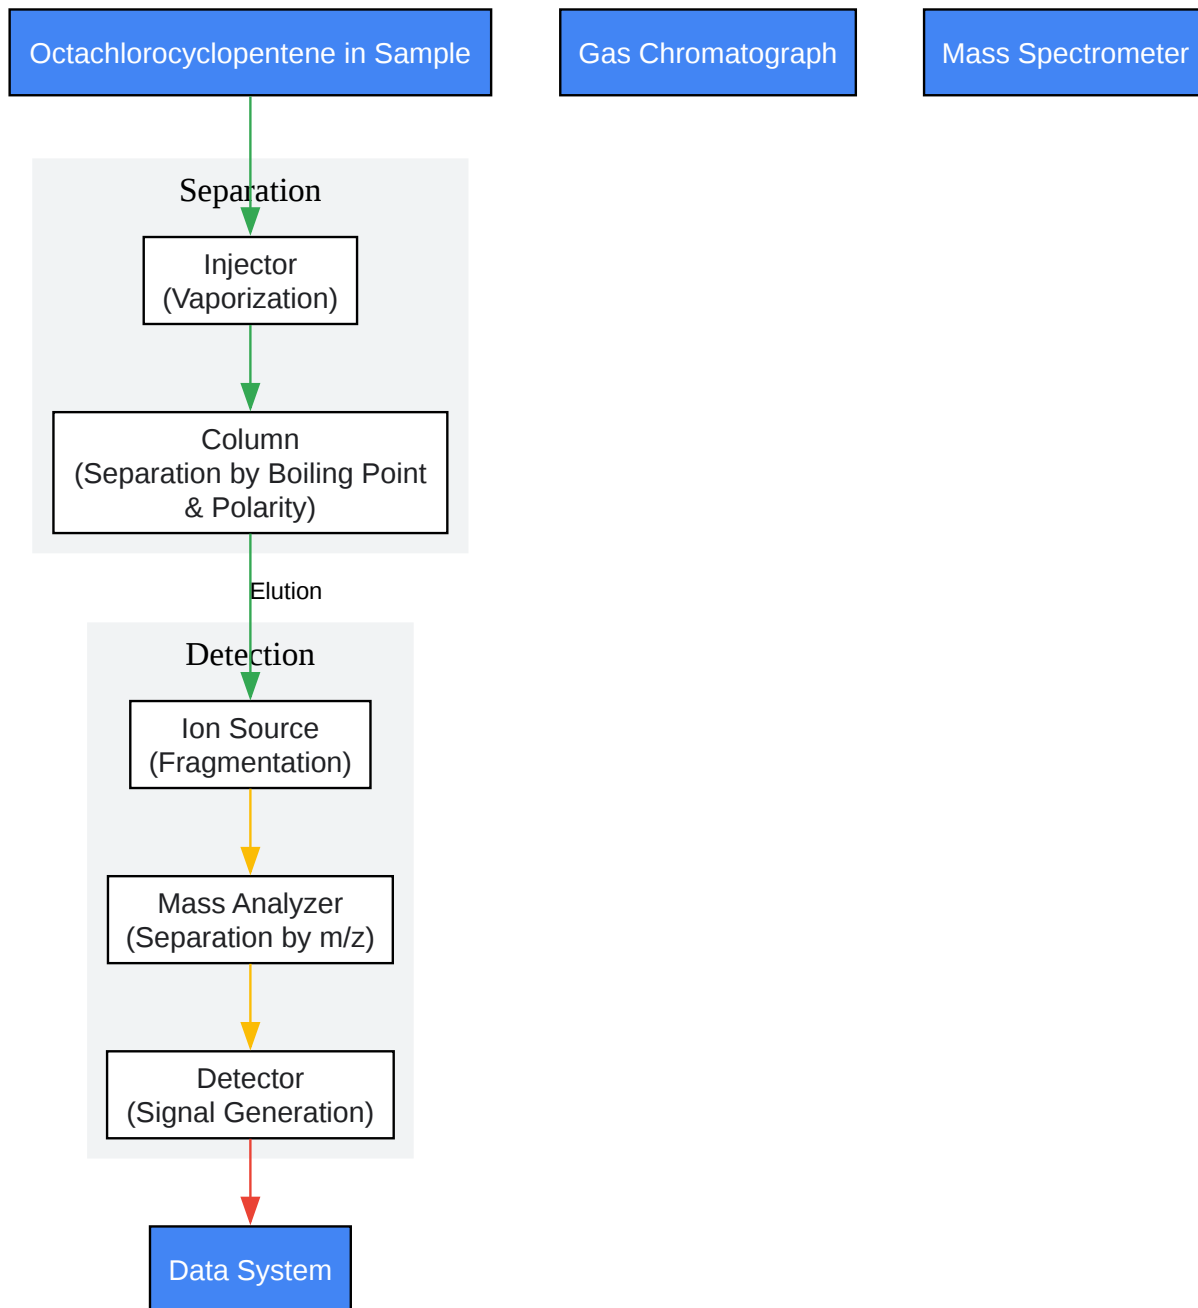 Octachlorocyclopentene in Sample
Gas Chromatograph
Mass Spectrometer
Separation
Injector
(Vaporization)
Column
(Separation by Boiling Point
& Polarity)
Elution
Detection
Ion Source
(Fragmentation)
Mass Analyzer
(Separation by m/z)
Detector
(Signal Generation)
Data System